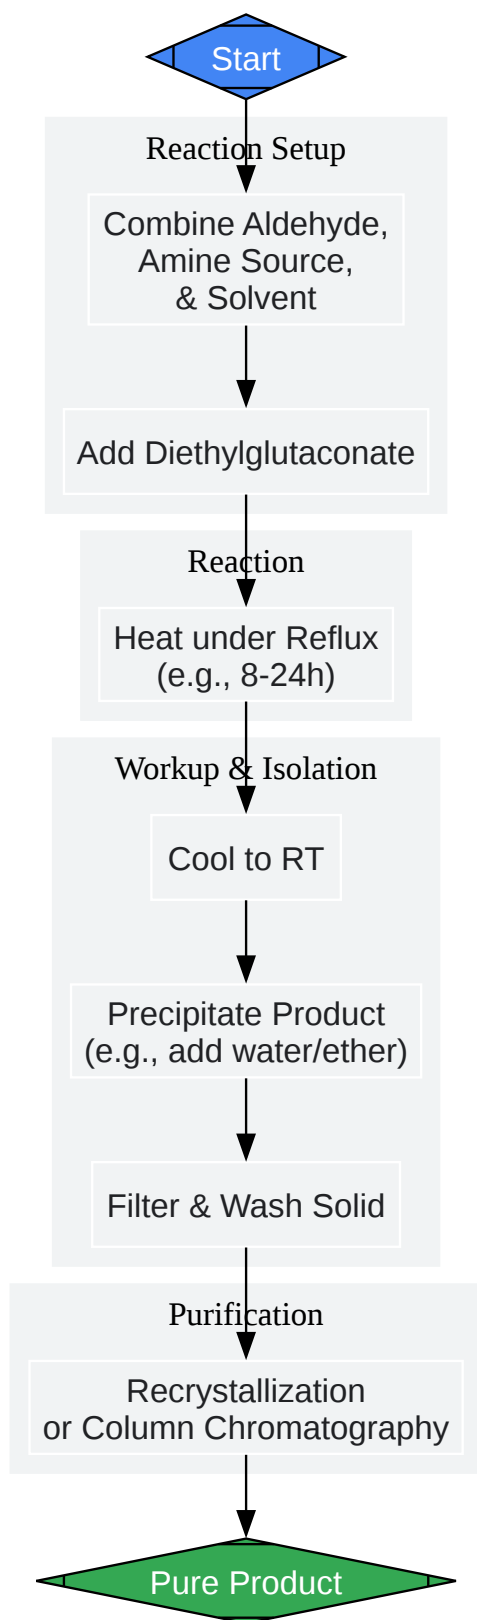 Start
Reaction Setup
Combine Aldehyde,
Amine Source,
& Solvent
Add Diethylglutaconate
Reaction
Heat under Reflux
(e.g., 8-24h)
Workup & Isolation
Cool to RT
Precipitate Product
(e.g., add water/ether)
Filter & Wash Solid
Purification
Recrystallization
or Column Chromatography
Pure Product